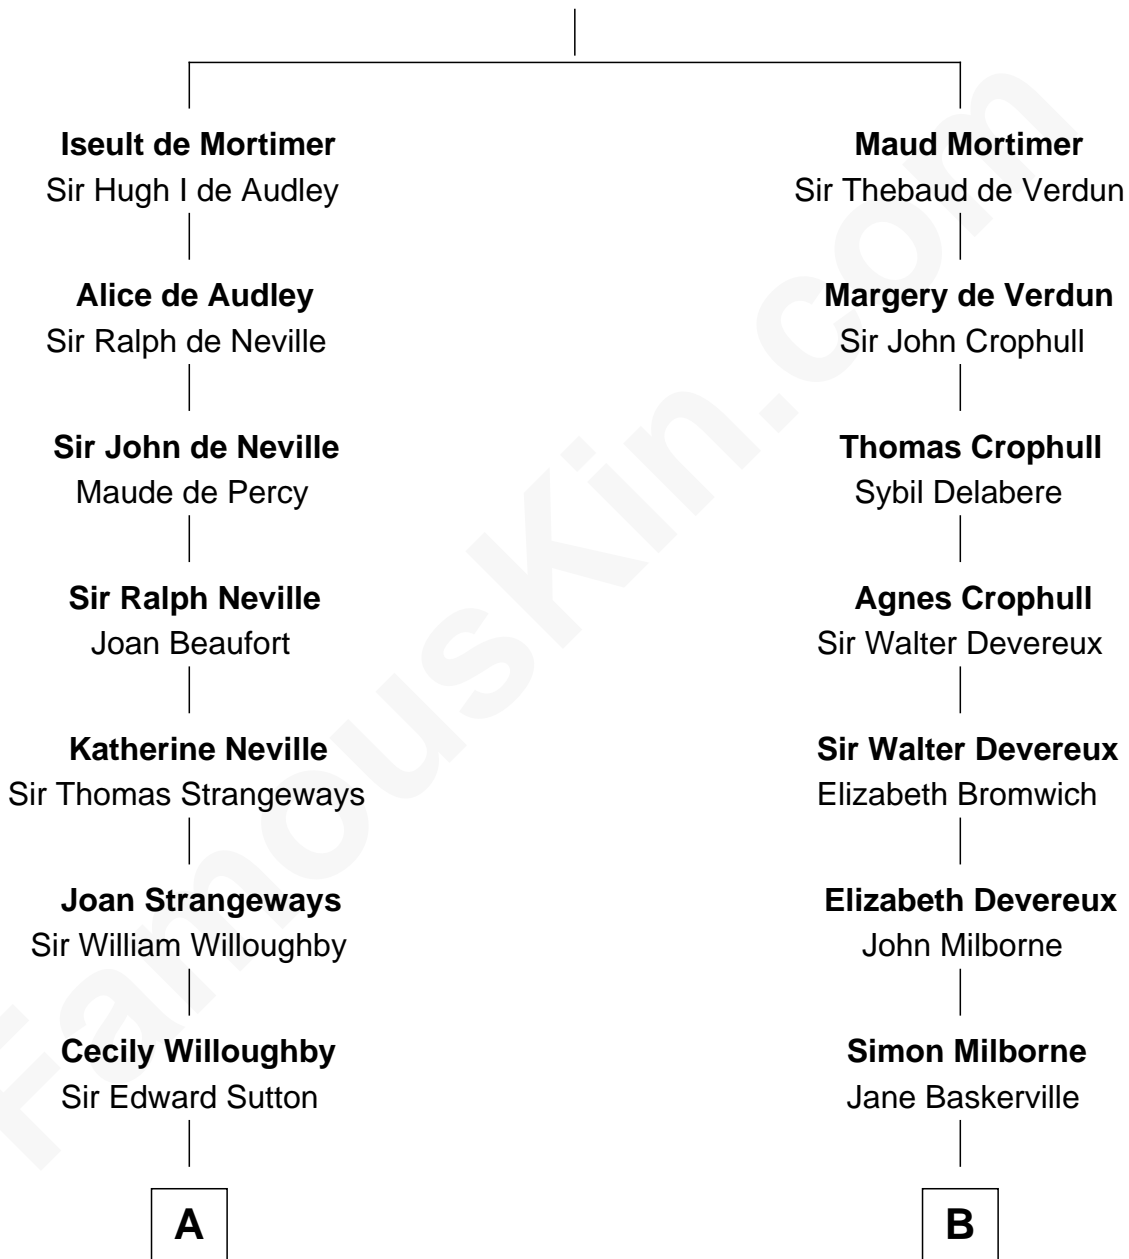 Iseult de Mortimer
Sir Hugh I de Audley
Alice de Audley
Sir Ralph de Neville
Sir John de Neville
Maude de Percy
Sir Ralph Neville
Joan Beaufort
Katherine Neville
Sir Thomas Strangeways
Joan Strangeways
Sir William Willoughby
Cecily Willoughby
Sir Edward Sutton
A
Maud Mortimer
Sir Thebaud de Verdun
Margery de Verdun
Sir John Crophull
Thomas Crophull
Sybil Delabere
Agnes Crophull
Sir Walter Devereux
Sir Walter Devereux
Elizabeth Bromwich
Elizabeth Devereux
John Milborne
Simon Milborne
Jane Baskerville
B
FamousKin.com